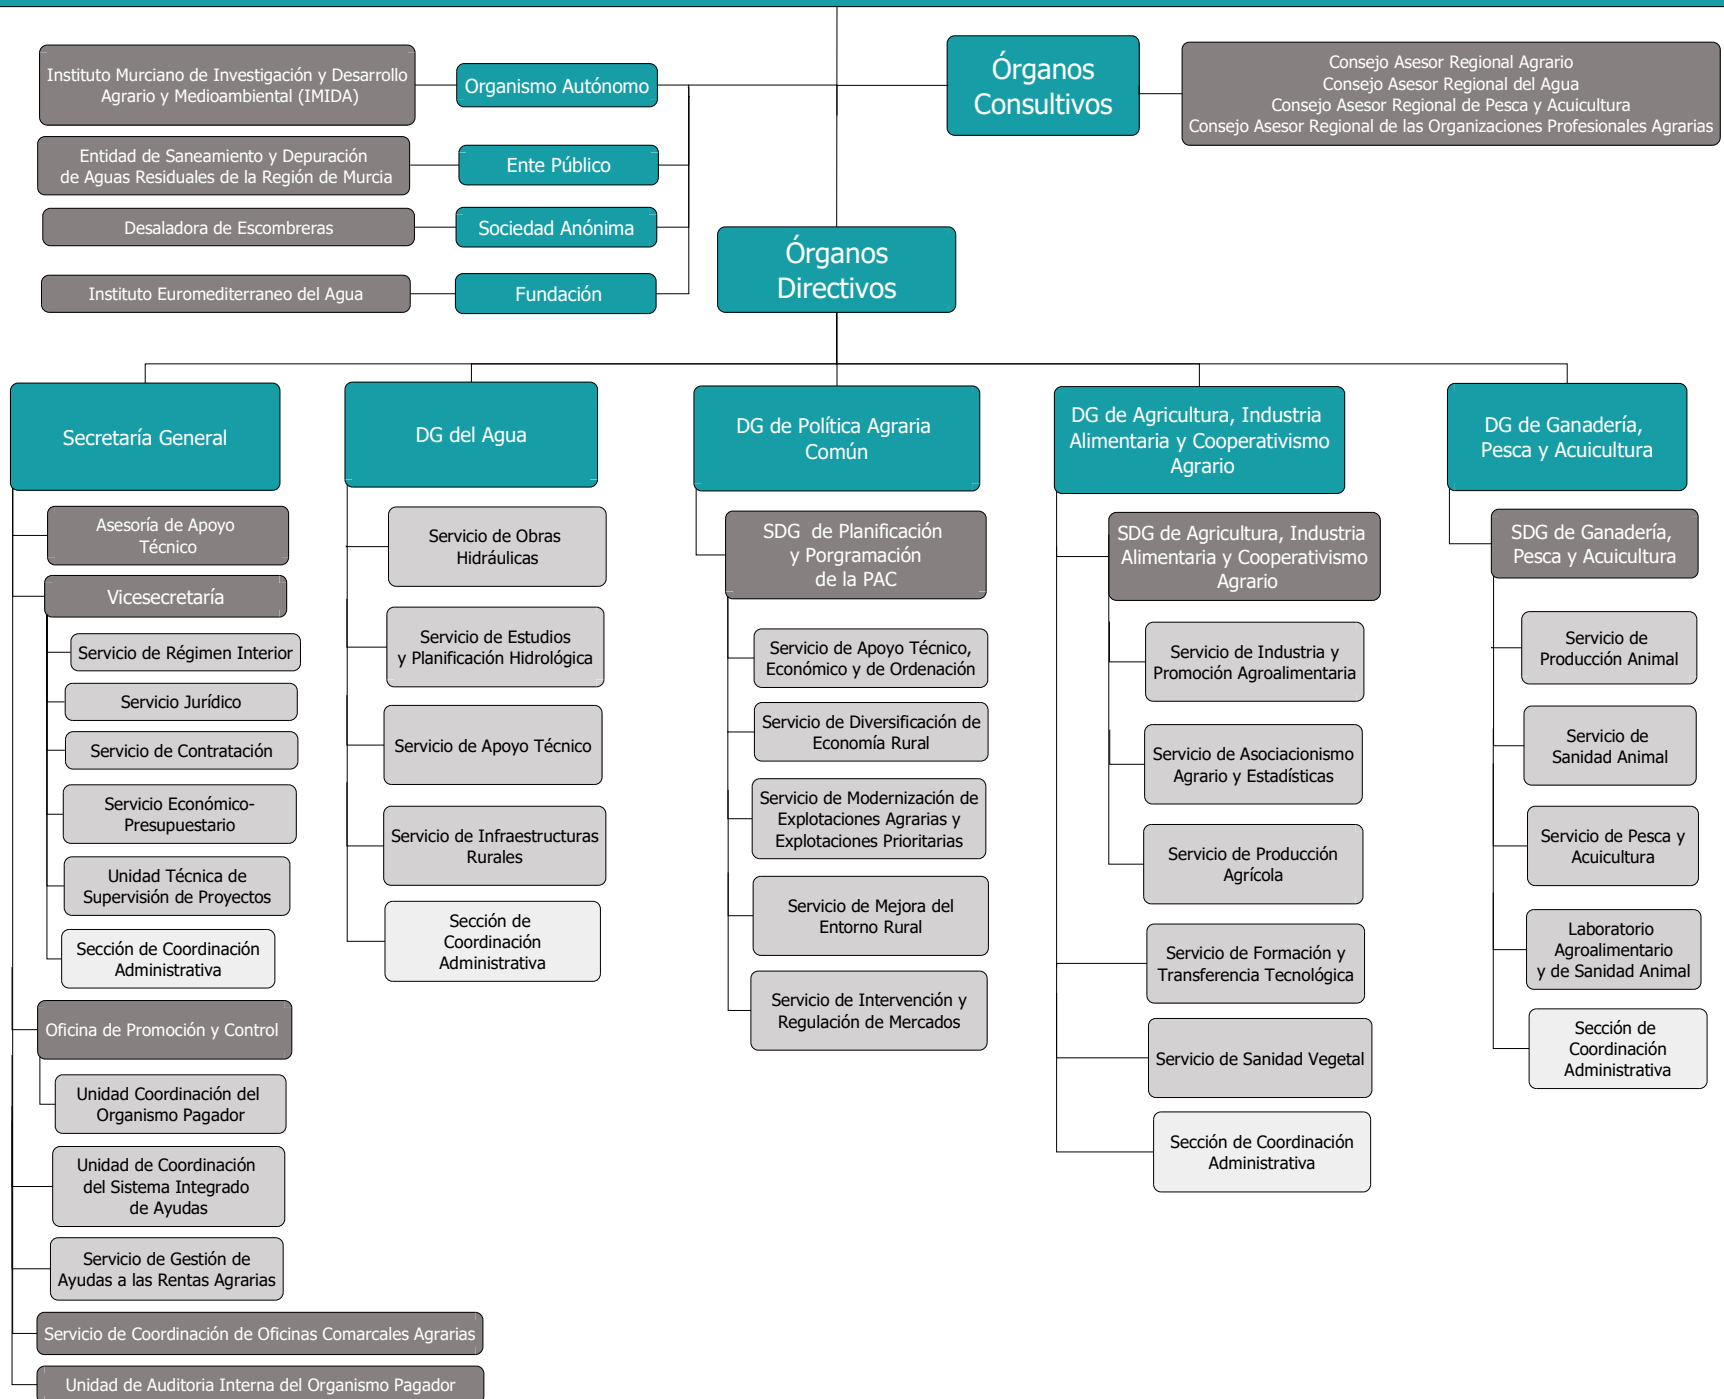 Instituto Murciano de Investigación y Desarrollo
Agrario y Medioambiental (IMIDA)
Organismo Autónomo
Entidad de Saneamiento y Depuración
de Aguas Residuales de la Región de Murcia
Ente Público
Desaladora de Escombreras
Sociedad Anónima
Instituto Euromediterraneo del Agua
Fundación
Órganos
Consultivos
Consejo Asesor Regional Agrario
Consejo Asesor Regional del Agua
Consejo Asesor Regional de Pesca y Acuicultura
Consejo Asesor Regional de las Organizaciones Profesionales Agrarias
Órganos
Directivos
Secretaría General
Asesoría de Apoyo
Técnico
Vicesecretaría
Servicio de Régimen Interior
Servicio Jurídico
Servicio de Contratación
Servicio Económico-
Presupuestario
Unidad Técnica de
Supervisión de Proyectos
Sección de Coordinación
Administrativa
Oficina de Promoción y Control
Unidad Coordinación del
Organismo Pagador
Unidad de Coordinación
del Sistema Integrado
de Ayudas
Servicio de Gestión de
Ayudas a las Rentas Agrarias
Servicio de Coordinación de Oficinas Comarcales Agrarias
Unidad de Auditoria Interna del Organismo Pagador
DG del Agua
Servicio de Obras
Hidráulicas
Servicio de Estudios
y Planificación Hidrológica
Servicio de Apoyo Técnico
Servicio de Infraestructuras
Rurales
Sección de
Coordinación
Administrativa
DG de Política Agraria
Común
SDG de Planificación
y Porgramación
de la PAC
Servicio de Apoyo Técnico,
Económico y de Ordenación
Servicio de Diversificación de
Economía Rural
Servicio de Modernización de
Explotaciones Agrarias y
Explotaciones Prioritarias
Servicio de Mejora del
Entorno Rural
Servicio de Intervención y
Regulación de Mercados
DG de Agricultura, Industria
Alimentaria y Cooperativismo
Agrario
SDG de Agricultura, Industria
Alimentaria y Cooperativismo
Agrario
Servicio de Industria y
Promoción Agroalimentaria
Servicio de Asociacionismo
Agrario y Estadísticas
Servicio de Producción
Agrícola
Servicio de Formación y
Transferencia Tecnológica
Servicio de Sanidad Vegetal
Sección de Coordinación
Administrativa
DG de Ganadería,
Pesca y Acuicultura
SDG de Ganadería,
Pesca y Acuicultura
Servicio de
Producción Animal
Servicio de
Sanidad Animal
Servicio de Pesca y
Acuicultura
Laboratorio
Agroalimentario
y de Sanidad Animal
Sección de
Coordinación
Administrativa